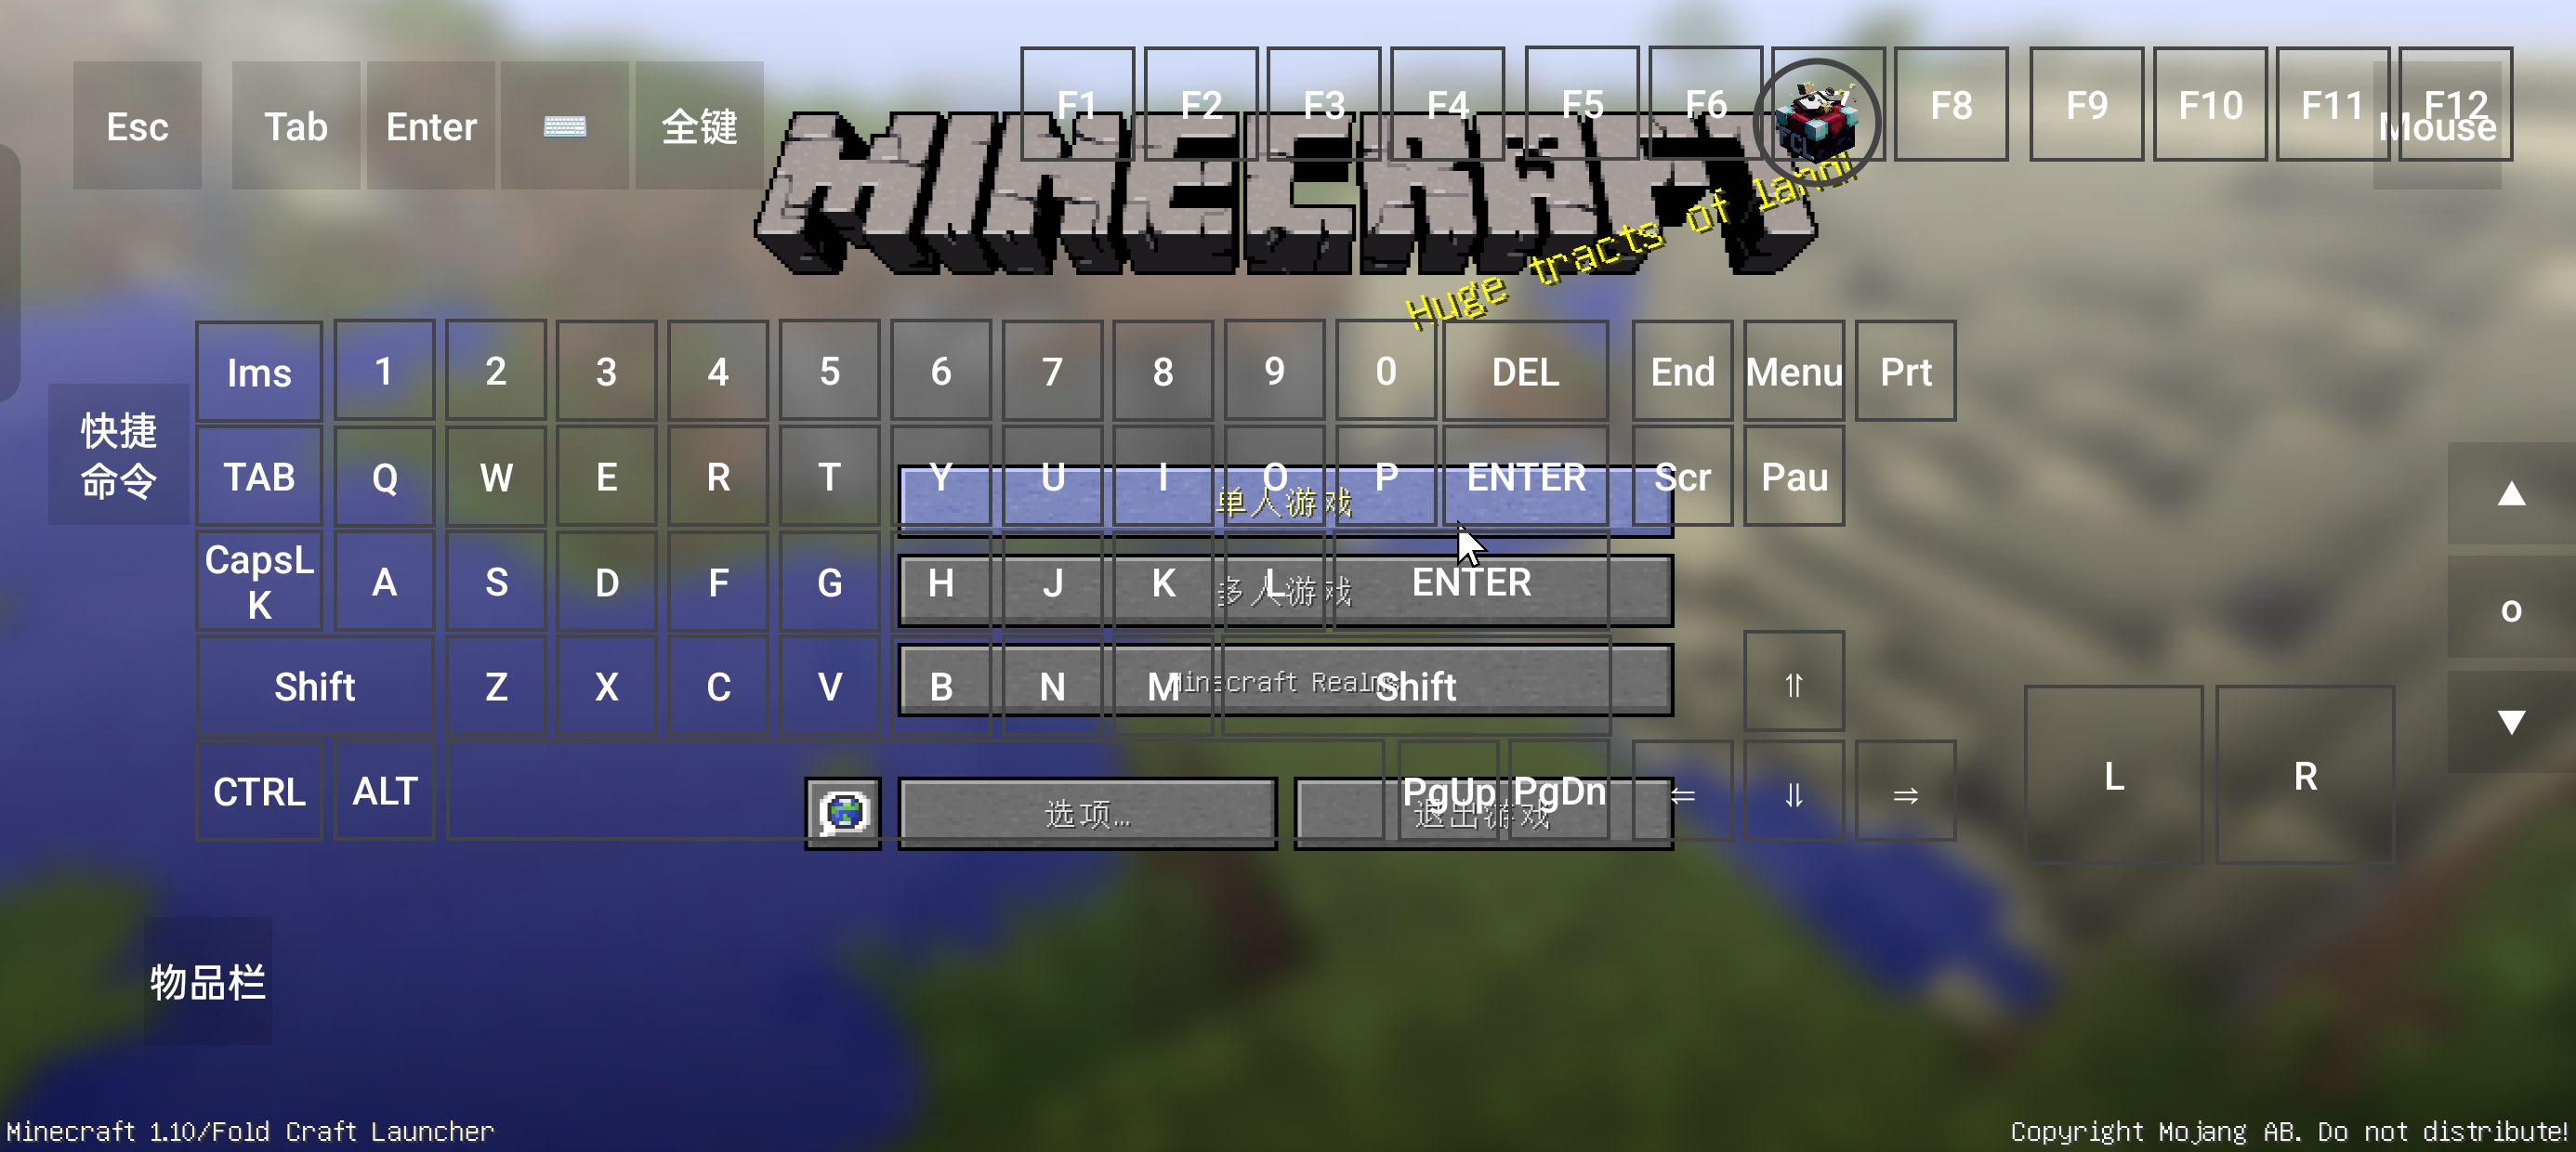 Esc Tab Enter 全键 F1 F2 F3 F4 F5 F6 7 F8 F9 F10 F11 F12
Mouse
MINECRAFT
FCL
Huge tracts of land!
Ims 1 2 3 4 5 6 7 8 9 0 DEL End Menu Prt
快捷
命令
TAB Q W E R T Y U I O P ENTER Scr Pau
单人游戏
▲
CapsL
K
A S D F G H J K L ENTER
多人游戏
o
Shift Z X C V B N M Shift ⇑
Minecraft Realms
▼
L R
CTRL ALT PgUp PgDn ⇐ ⇓ ⇒
选项... 退出游戏
物品栏
Minecraft 1.10/Fold Craft Launcher
Copyright Mojang AB. Do not distribute!